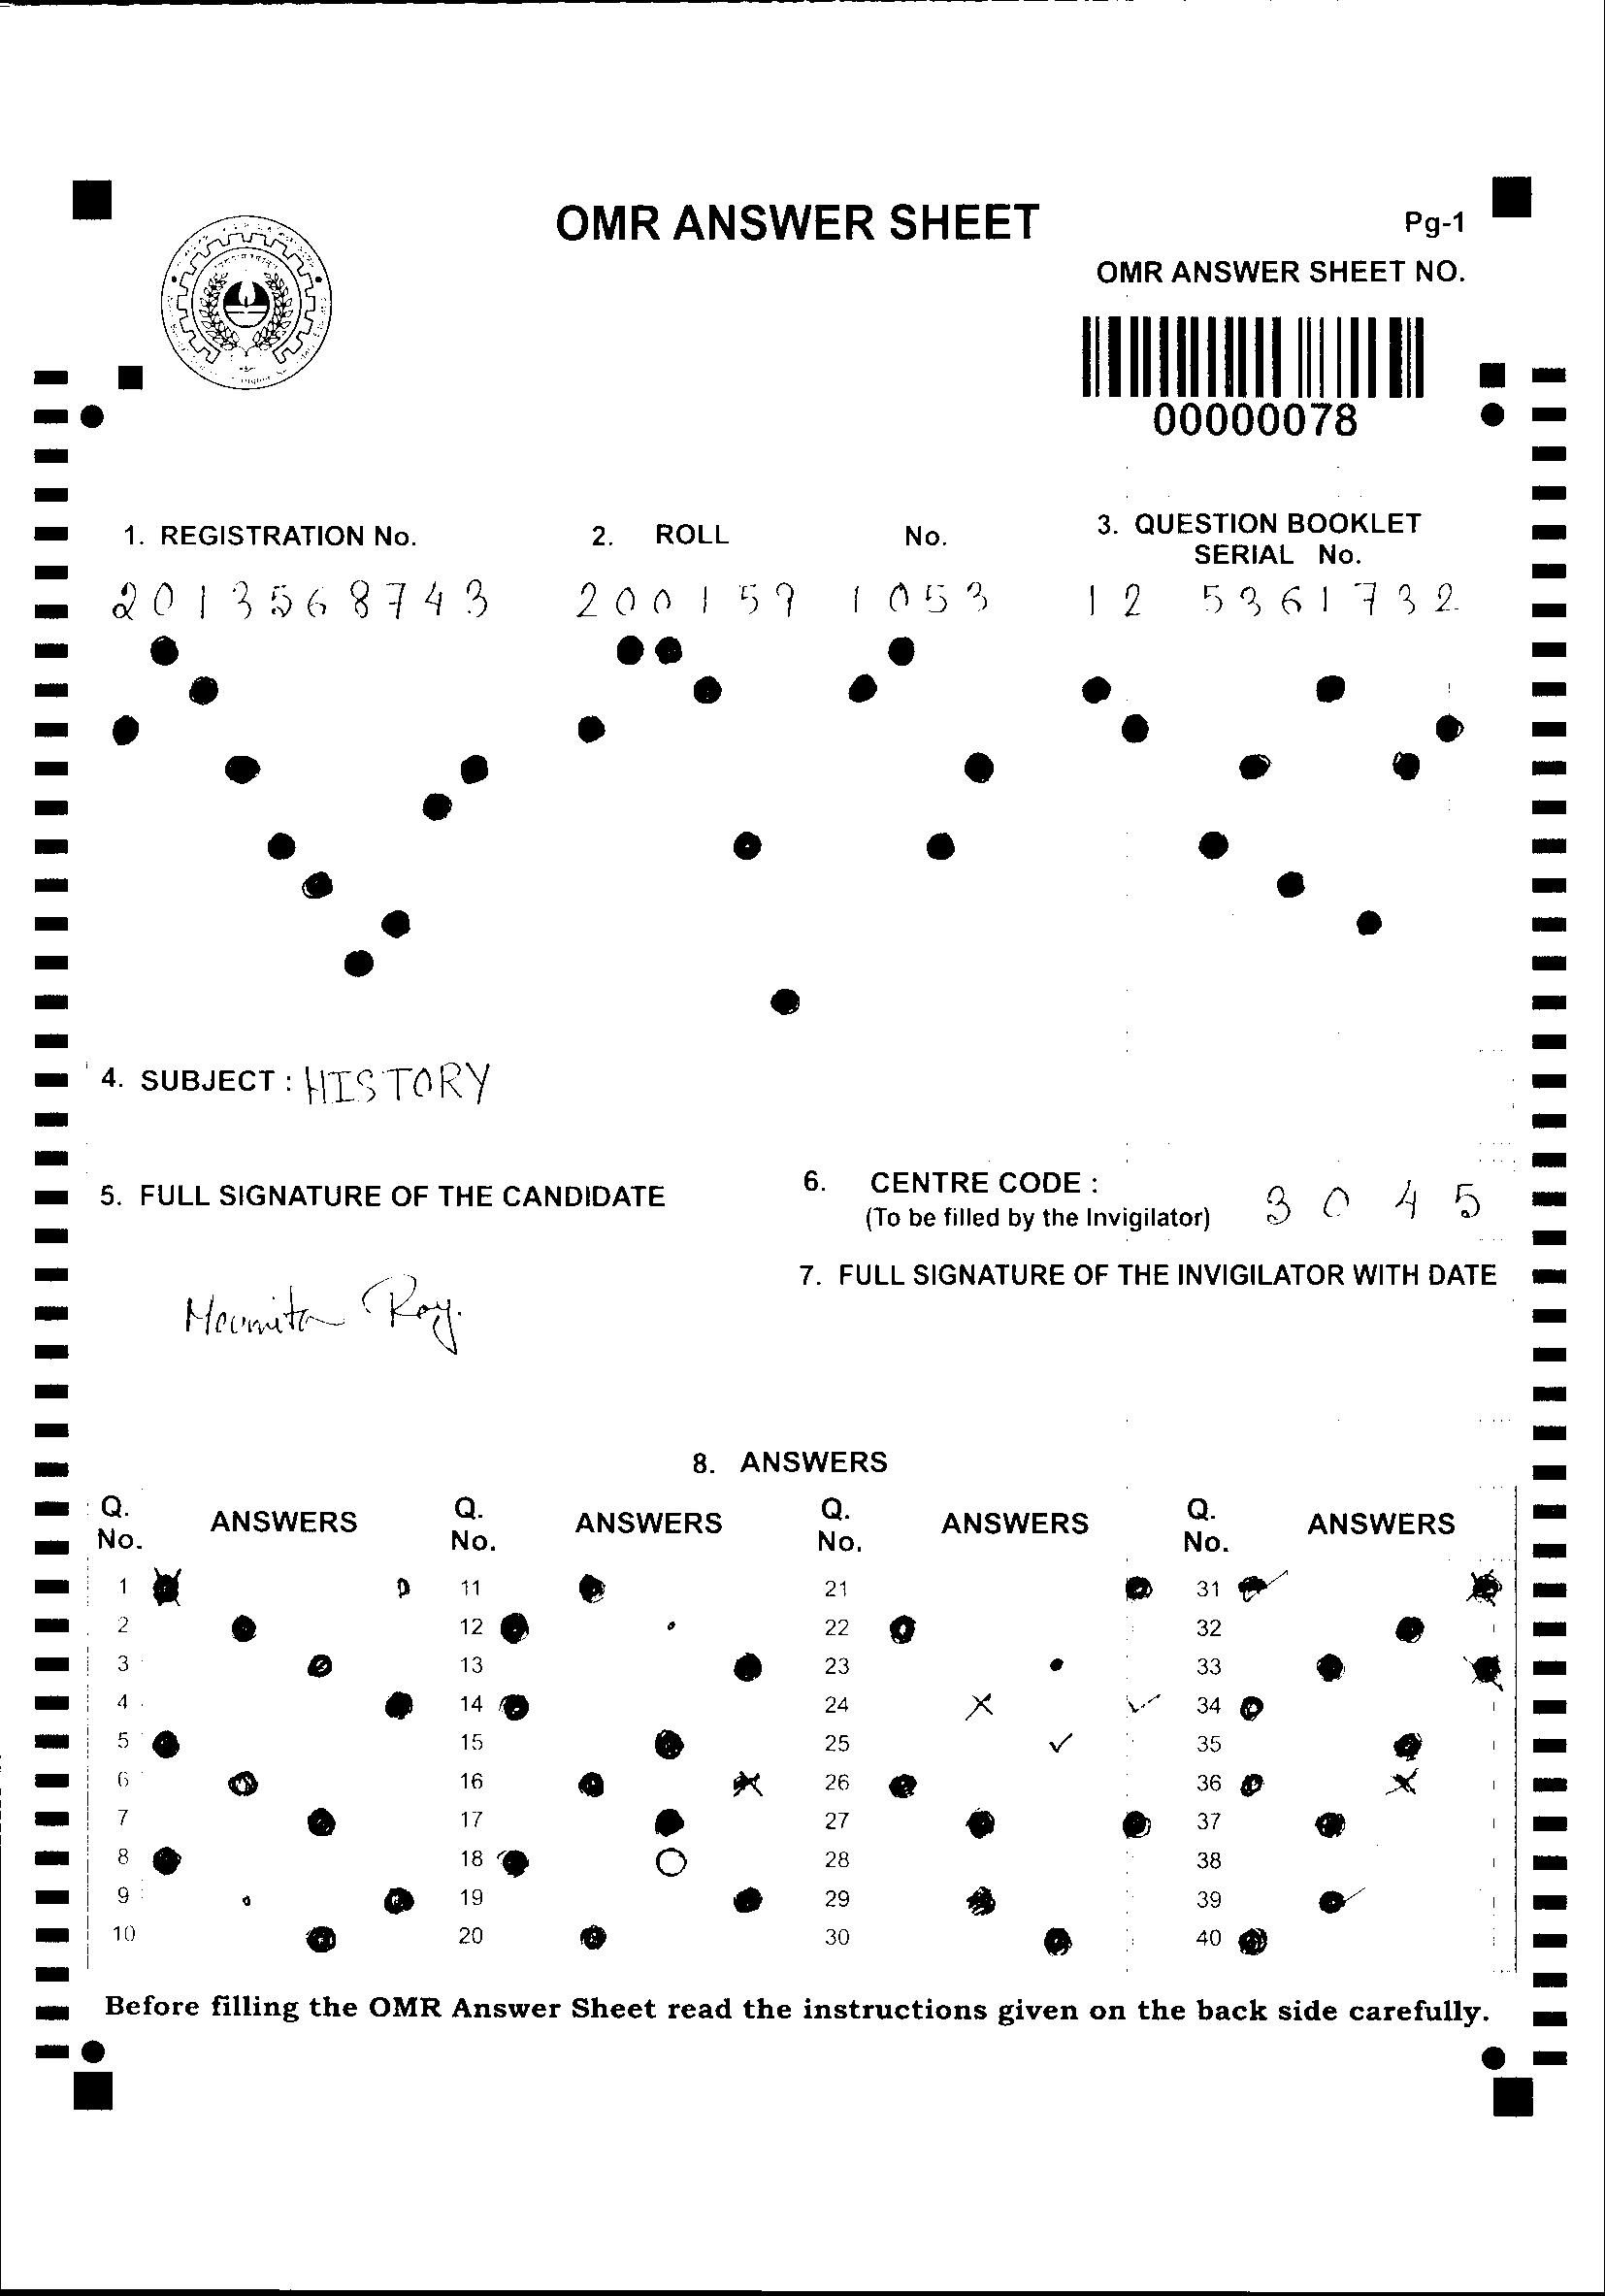 OMR ANSWER SHEET
Pg-1
OMR ANSWER SHEET NO.
00000078
1. REGISTRATION No.
2. ROLL No.
3. QUESTION BOOKLET
SERIAL No.
2013568743
200159 1053
12 5361732
4. SUBJECT : HISTORY
5. FULL SIGNATURE OF THE CANDIDATE
6. CENTRE CODE :
(To be filled by the Invigilator)
3 0 4 5
7. FULL SIGNATURE OF THE INVIGILATOR WITH DATE
Moumita Roy.
8. ANSWERS
Q. No. ANSWERS Q. No. ANSWERS Q. No. ANSWERS Q. No. ANSWERS
1 11 21 31
2 12 22 32
3 13 23 33
4 14 24 34
5 15 25 35
6 16 26 36
7 17 27 37
8 18 28 38
9 19 29 39
10 20 30 40
Before filling the OMR Answer Sheet read the instructions given on the back side carefully.